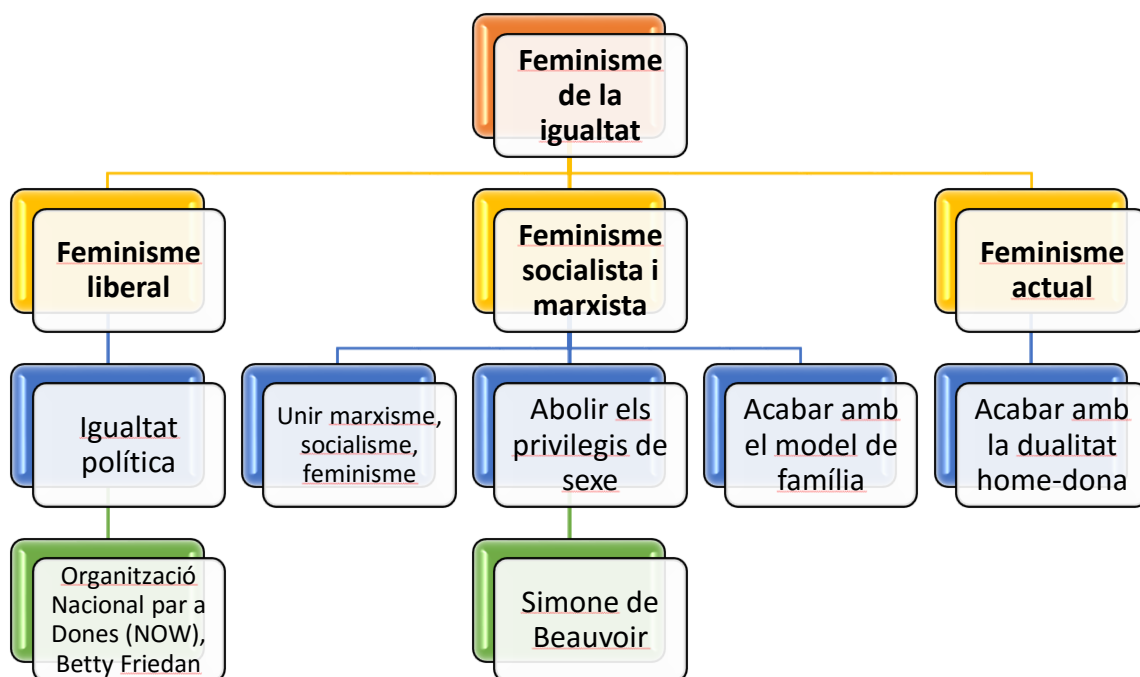 Feminisme
de la
igualtat
Feminisme
liberal
Feminisme
socialista i
marxista
Feminisme
actual
Igualtat
política
Unir marxisme,
socialisme,
feminisme
Abolir els
privilegis de
sexe
Acabar amb
el model de
família
Acabar amb
la dualitat
home-dona
Organització
Nacional par a
Dones (NOW),
Betty Friedan
Simone de
Beauvoir